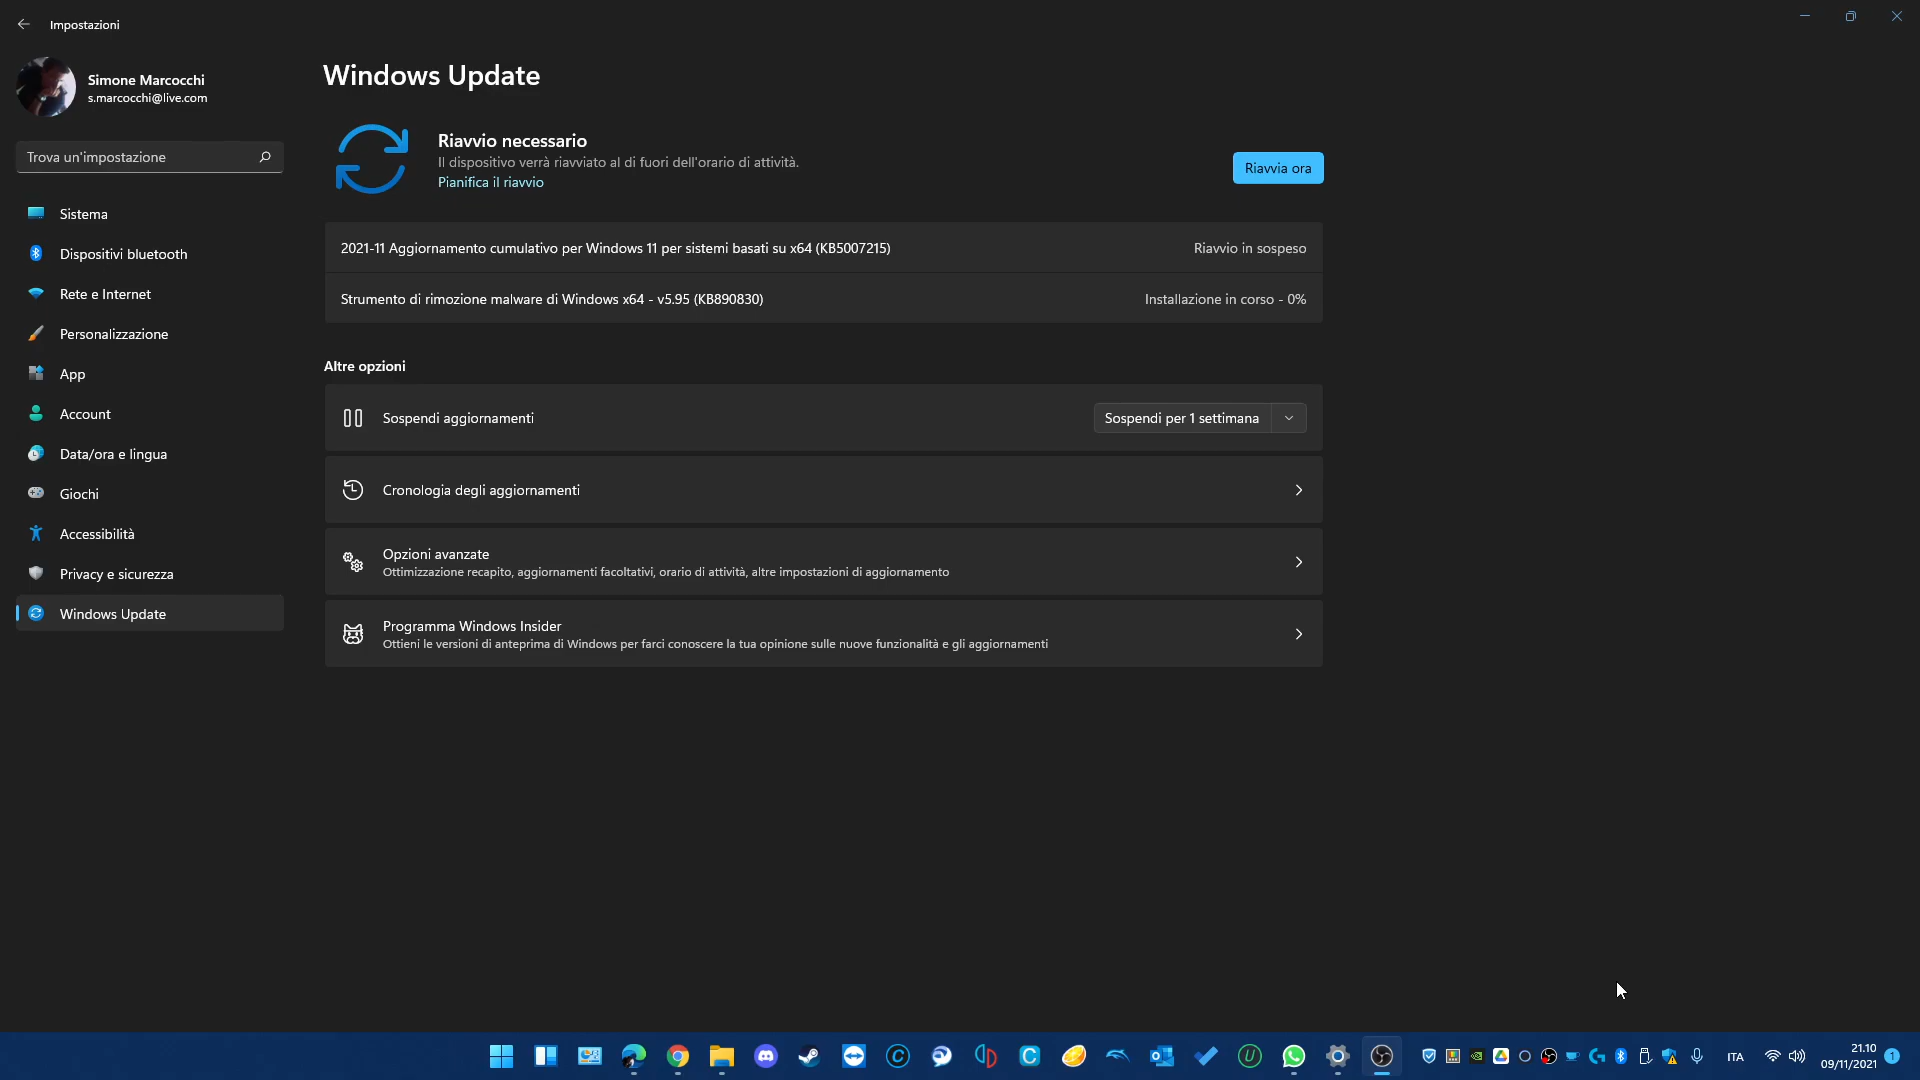 Impostazioni
Simone Marcocchi
s.marcocchi@live.com
Trova un'impostazione
Sistema
Dispositivi bluetooth
Rete e Internet
Personalizzazione
App
Account
Data/ora e lingua
Giochi
Accessibilità
Privacy e sicurezza
Windows Update
Windows Update
Riavvio necessario
Il dispositivo verrà riavviato al di fuori dell'orario di attività.
Pianifica il riavvio
Riavvia ora
2021-11 Aggiornamento cumulativo per Windows 11 per sistemi basati su x64 (KB5007215)
Riavvio in sospeso
Strumento di rimozione malware di Windows x64 - v5.95 (KB890830)
Installazione in corso - 0%
Altre opzioni
Sospendi aggiornamenti
Sospendi per 1 settimana
Cronologia degli aggiornamenti
Opzioni avanzate
Ottimizzazione recapito, aggiornamenti facoltativi, orario di attività, altre impostazioni di aggiornamento
Programma Windows Insider
Ottieni le versioni di anteprima di Windows per farci conoscere la tua opinione sulle nuove funzionalità e gli aggiornamenti
ITA
21.10
09/11/2021
1